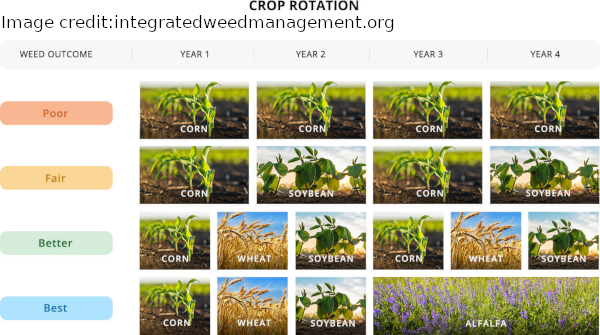 CROP ROTATION
Image credit:integratedweedmanagement.org
WEED OUTCOME YEAR 1 YEAR 2 YEAR 3 YEAR 4
Poor CORN CORN CORN CORN
Fair CORN SOYBEAN CORN SOYBEAN
Better CORN WHEAT SOYBEAN CORN WHEAT SOYBEAN
Best CORN WHEAT SOYBEAN ALFALFA